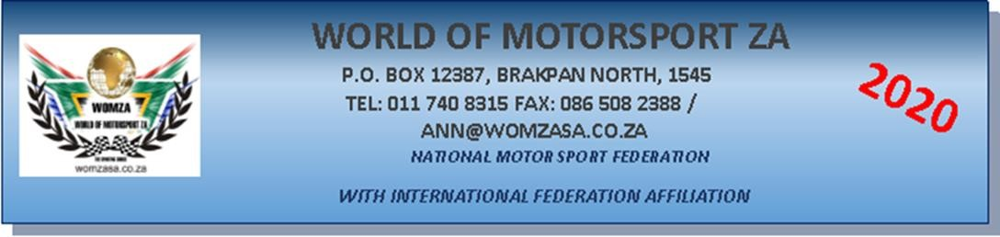 WORLD OF MOTORSPORT ZA
P.O. BOX 12387, BRAKPAN NORTH, 1545
TEL: 011 740 8315 FAX: 086 508 2388 /
ANN@WOMZASA.CO.ZA
NATIONAL MOTOR SPORT FEDERATION
WITH INTERNATIONAL FEDERATION AFFILIATION
2020
WOMZA
WORLD OF MOTORSPORT ZA
womzasa.co.za